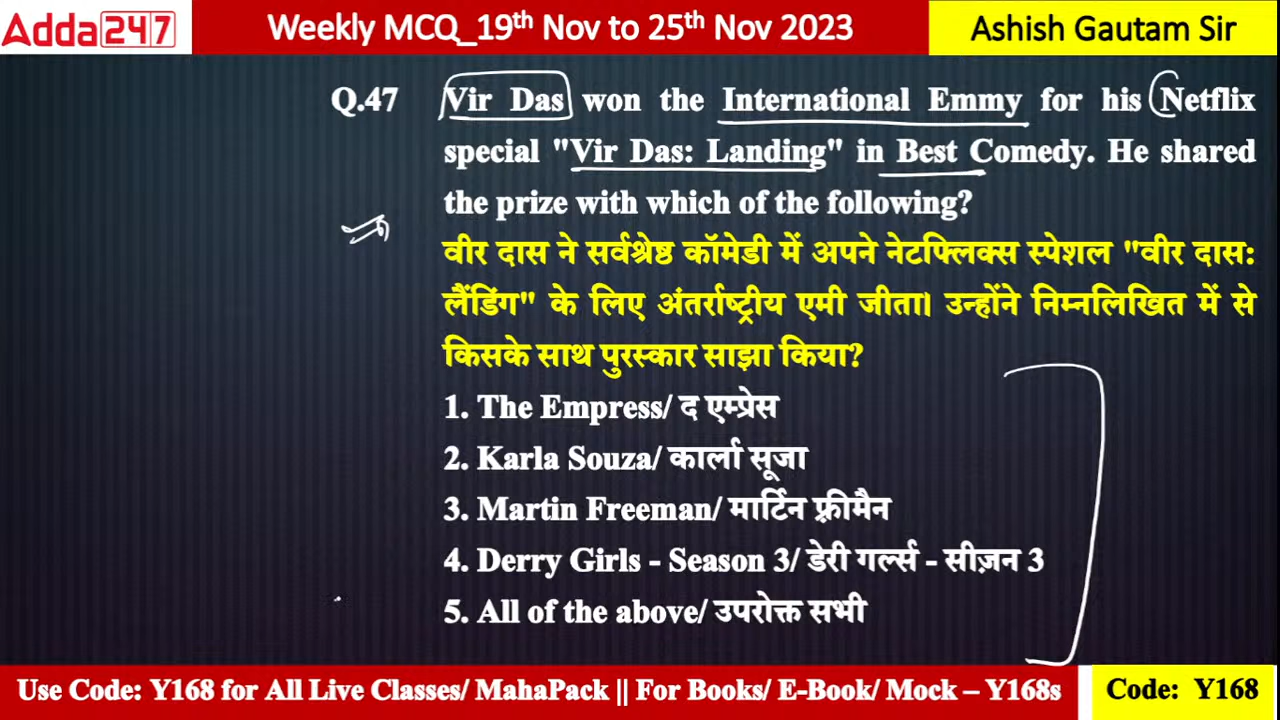 Adda247
Weekly MCQ_19th Nov to 25th Nov 2023
Ashish Gautam Sir
Q.47 Vir Das won the International Emmy for his Netflix
special "Vir Das: Landing" in Best Comedy. He shared
the prize with which of the following?
वीर दास ने सर्वश्रेष्ठ कॉमेडी में अपने नेटफ्लिक्स स्पेशल "वीर दास:
लैंडिंग" के लिए अंतर्राष्ट्रीय एमी जीता। उन्होंने निम्नलिखित में से
किसके साथ पुरस्कार साझा किया?
1. The Empress/ द एम्प्रेस
2. Karla Souza/ कार्ला सूजा
3. Martin Freeman/ मार्टिन फ़्रीमैन
4. Derry Girls - Season 3/ डेरी गर्ल्स - सीज़न 3
5. All of the above/ उपरोक्त सभी
Use Code: Y168 for All Live Classes/ MahaPack || For Books/ E-Book/ Mock – Y168s
Code: Y168